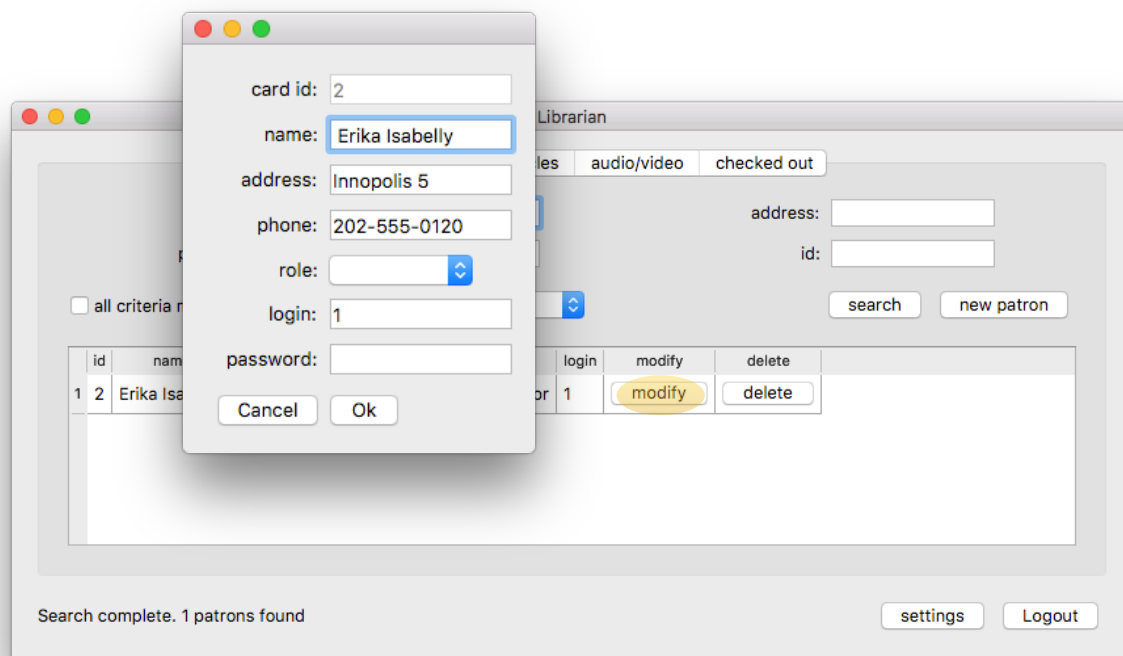 card id: 2
name: Erika Isabelly
address: Innopolis 5
phone: 202-555-0120
role:
login: 1
password:
Cancel Ok
Librarian
audio/video checked out
address:
id:
all criteria
search new patron
id login modify delete
1 2 Erika 1 modify delete
Search complete. 1 patrons found
settings Logout